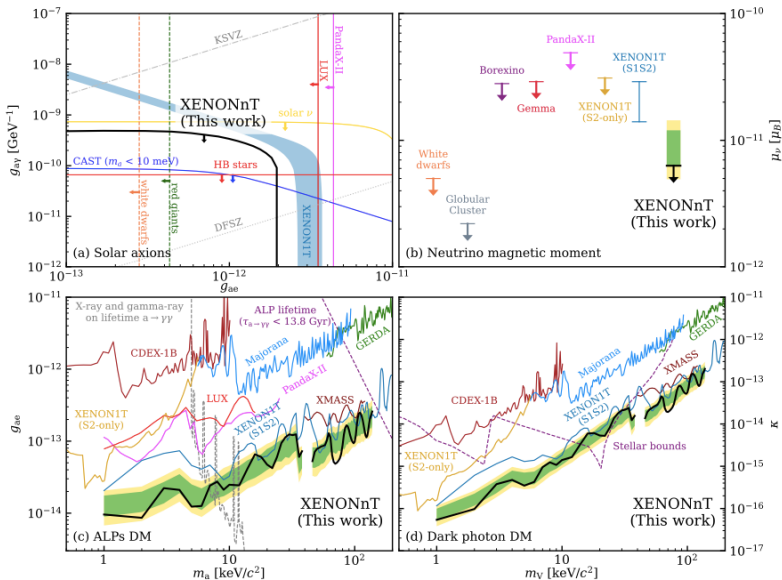 10⁻⁷
10⁻⁸
10⁻⁹
10⁻¹⁰
10⁻¹¹
10⁻¹²
g_aγ [GeV⁻¹]
KSVZ
LUX
PandaX-II
XENONnT
(This work)
solar ν
CAST (mₐ < 10 meV)
HB stars
white dwarfs
red giants
DFSZ
XENON1T
(a) Solar axions
10⁻¹³
10⁻¹²
10⁻¹¹
g_ae
PandaX-II
Borexino
Gemma
XENON1T
(S2-only)
XENON1T
(S1S2)
White
dwarfs
Globular
Cluster
XENONnT
(This work)
(b) Neutrino magnetic moment
10⁻¹⁰
10⁻¹¹
10⁻¹²
μ_ν [μ_B]
10⁻¹¹
10⁻¹²
10⁻¹³
10⁻¹⁴
g_ae
X-ray and gamma-ray
on lifetime a→γγ
ALP lifetime
(τ_a→γγ < 13.8 Gyr)
CDEX-1B
Majorana
GERDA
LUX
PandaX-II
XENON1T
(S2-only)
XENON1T
(S1S2)
XMASS
XENONnT
(This work)
(c) ALPs DM
1
10
10²
mₐ [keV/c²]
GERDA
Majorana
CDEX-1B
XMASS
XENON1T
(S1S2)
XENON1T
(S2-only)
Stellar bounds
XENONnT
(This work)
(d) Dark photon DM
10⁻¹¹
10⁻¹²
10⁻¹³
10⁻¹⁴
10⁻¹⁵
10⁻¹⁶
10⁻¹⁷
κ
1
10
10²
m_V [keV/c²]